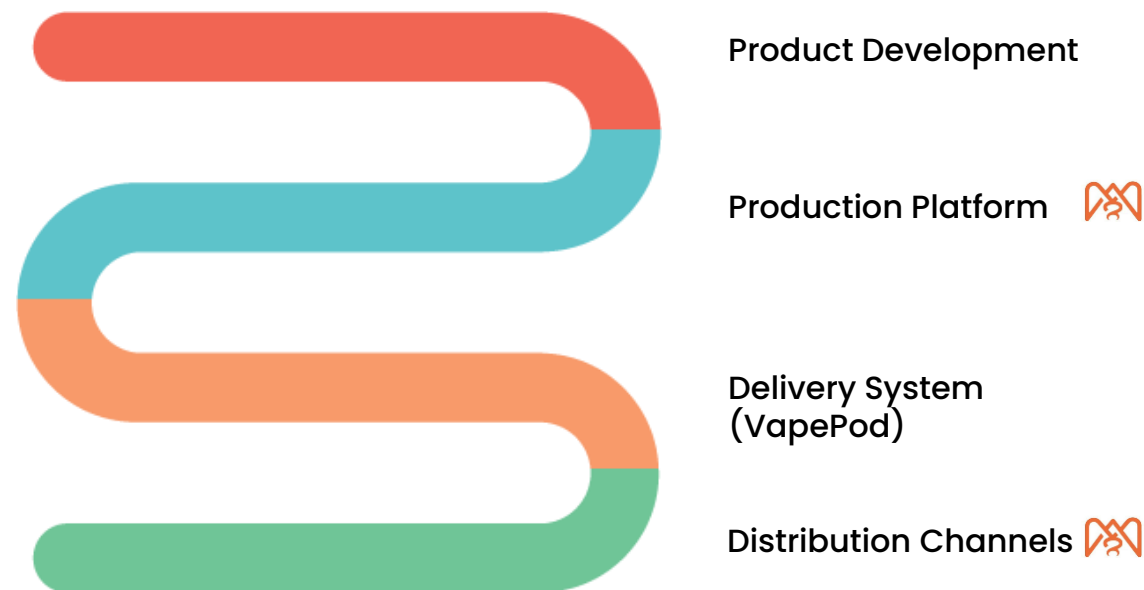 Product Development
Production Platform
Delivery System
(VapePod)
Distribution Channels